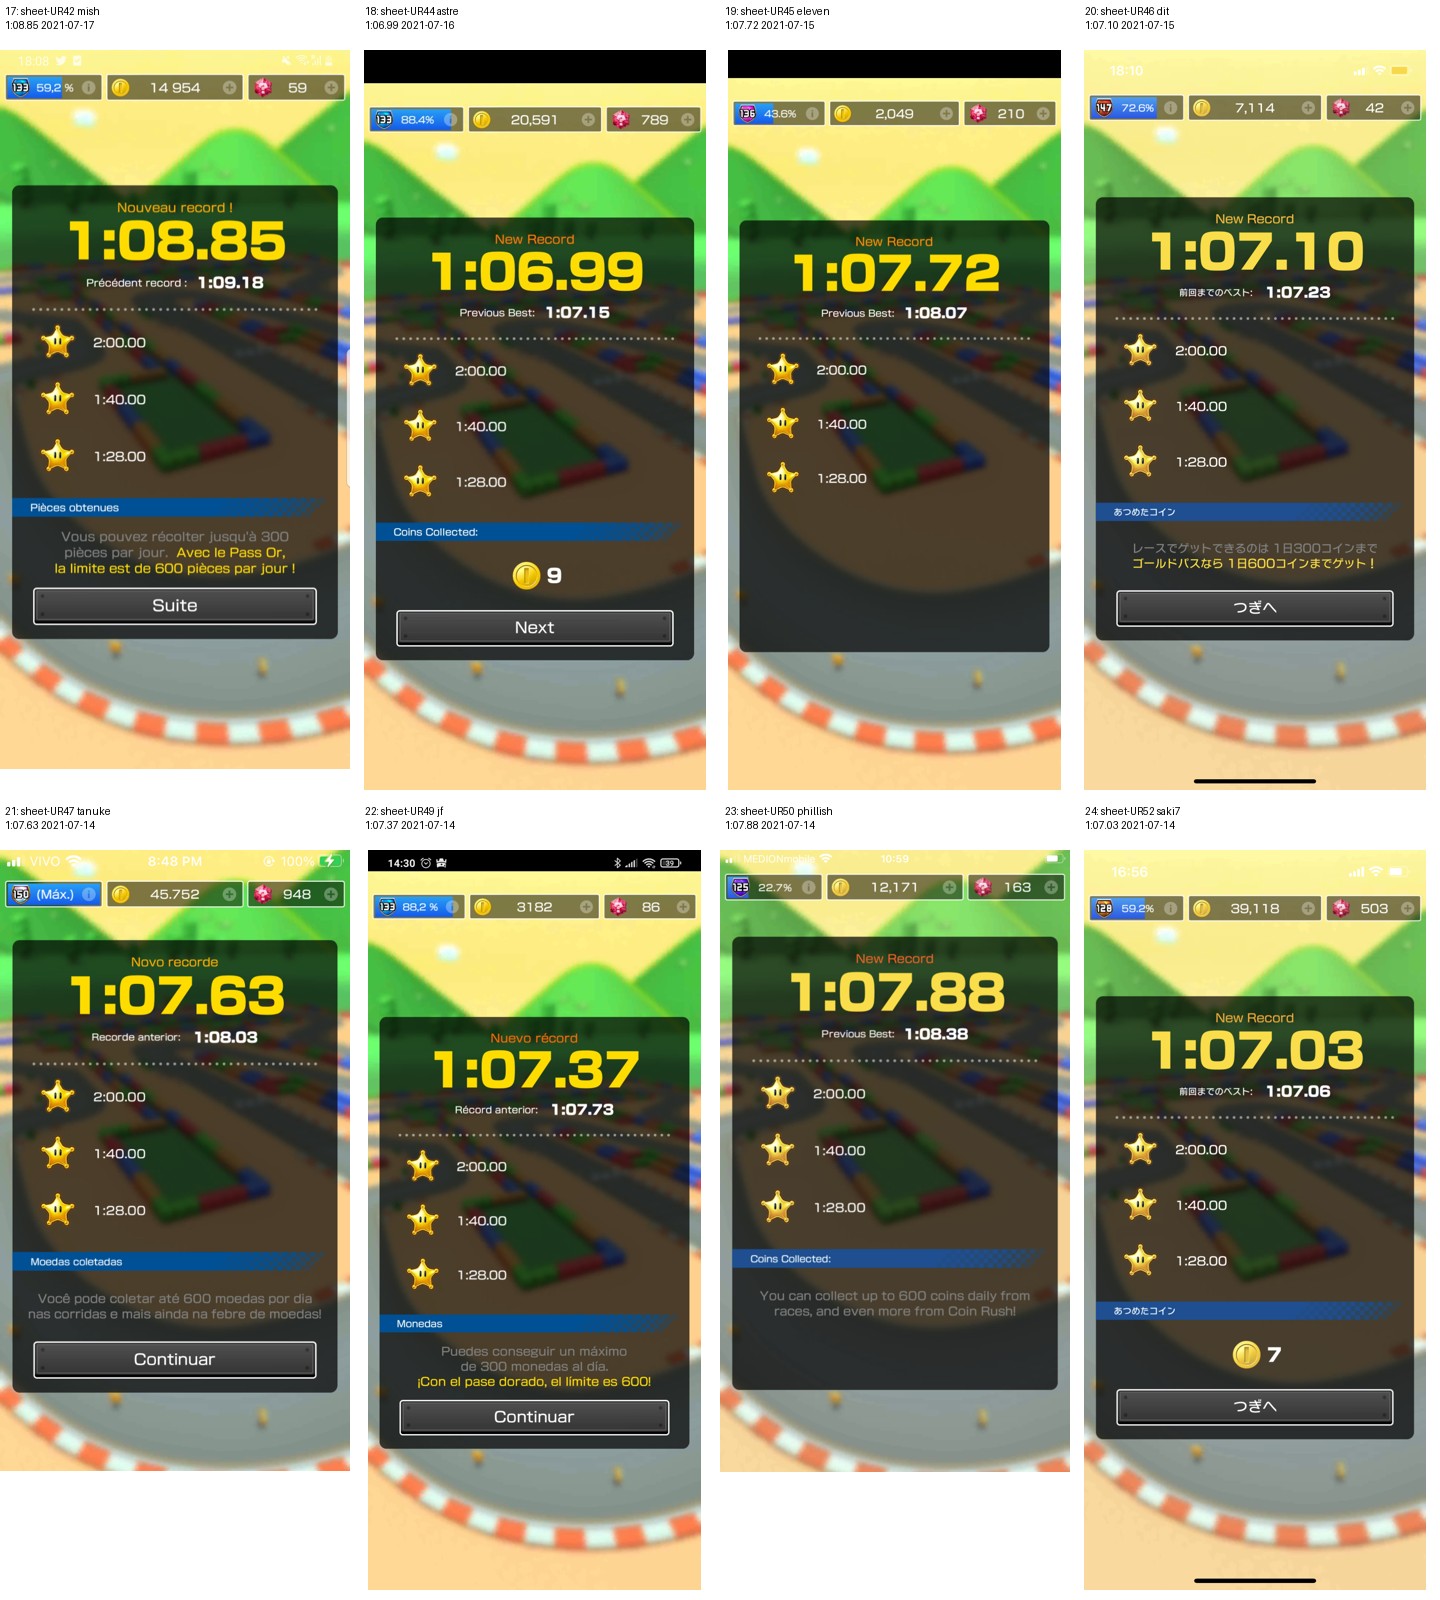 17: sheet-UR42 mish
1:08.85 2021-07-17
18:08
133 59,2 % 14 954 59
Nouveau record !
1:08.85
Précédent record : 1:09.18
2:00.00
1:40.00
1:28.00
Pièces obtenues
Vous pouvez récolter jusqu'à 300
pièces par jour. Avec le Pass Or,
la limite est de 600 pièces par jour !
Suite
18: sheet-UR44 astre
1:06.99 2021-07-16
133 88.4% 20,591 789
New Record
1:06.99
Previous Best: 1:07.15
2:00.00
1:40.00
1:28.00
Coins Collected:
9
Next
19: sheet-UR45 eleven
1:07.72 2021-07-15
136 43.6% 2,049 210
New Record
1:07.72
Previous Best: 1:08.07
2:00.00
1:40.00
1:28.00
20: sheet-UR46 dit
1:07.10 2021-07-15
18:10
147 72.6% 7,114 42
New Record
1:07.10
前回までのベスト: 1:07.23
2:00.00
1:40.00
1:28.00
あつめたコイン
レースでゲットできるのは 1日300コインまで
ゴールドパスなら 1日600コインまでゲット！
つぎへ
21: sheet-UR47 tanuke
1:07.63 2021-07-14
VIVO 8:48 PM 100%
150 (Máx.) 45.752 948
Novo recorde
1:07.63
Recorde anterior: 1:08.03
2:00.00
1:40.00
1:28.00
Moedas coletadas
Você pode coletar até 600 moedas por dia
nas corridas e mais ainda na febre de moedas!
Continuar
22: sheet-UR49 jf
1:07.37 2021-07-14
14:30 39
133 88,2 % 3182 86
Nuevo récord
1:07.37
Récord anterior: 1:07.73
2:00.00
1:40.00
1:28.00
Monedas
Puedes conseguir un máximo
de 300 monedas al día.
¡Con el pase dorado, el límite es 600!
Continuar
23: sheet-UR50 phillish
1:07.88 2021-07-14
MEDIONmobile 10:59
125 22.7% 12,171 163
New Record
1:07.88
Previous Best: 1:08.38
2:00.00
1:40.00
1:28.00
Coins Collected:
You can collect up to 600 coins daily from
races, and even more from Coin Rush!
24: sheet-UR52 saki7
1:07.03 2021-07-14
16:56
128 59.2% 39,118 503
New Record
1:07.03
前回までのベスト: 1:07.06
2:00.00
1:40.00
1:28.00
あつめたコイン
7
つぎへ